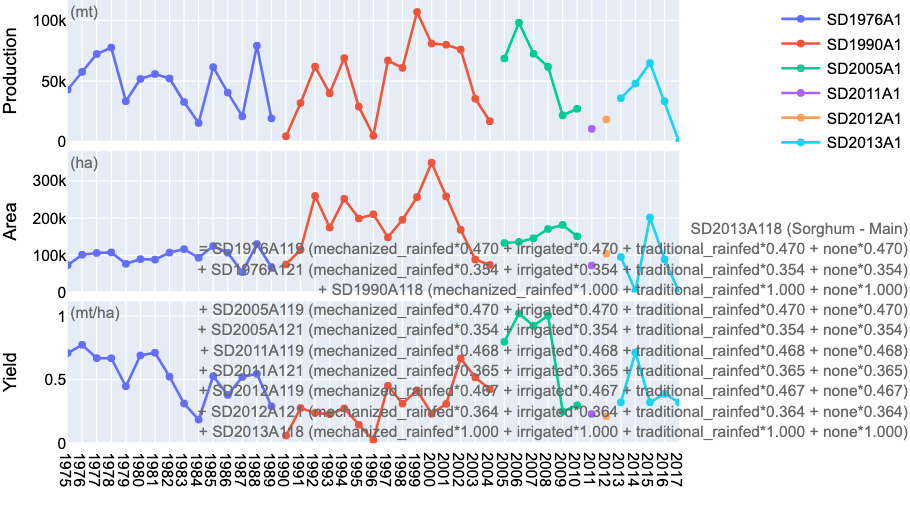 (mt)
Production
100k
50k
0
SD1976A1
SD1990A1
SD2005A1
SD2011A1
SD2012A1
SD2013A1
(ha)
Area
300k
200k
100k
0
SD2013A118 (Sorghum - Main)
= SD1976A119 (mechanized_rainfed*0.470 + irrigated*0.470 + traditional_rainfed*0.470 + none*0.470)
+ SD1976A121 (mechanized_rainfed*0.354 + irrigated*0.354 + traditional_rainfed*0.354 + none*0.354)
+ SD1990A118 (mechanized_rainfed*1.000 + irrigated*1.000 + traditional_rainfed*1.000 + none*1.000)
+ SD2005A119 (mechanized_rainfed*0.470 + irrigated*0.470 + traditional_rainfed*0.470 + none*0.470)
+ SD2005A121 (mechanized_rainfed*0.354 + irrigated*0.354 + traditional_rainfed*0.354 + none*0.354)
+ SD2011A119 (mechanized_rainfed*0.468 + irrigated*0.468 + traditional_rainfed*0.468 + none*0.468)
+ SD2011A121 (mechanized_rainfed*0.365 + irrigated*0.365 + traditional_rainfed*0.365 + none*0.365)
+ SD2012A119 (mechanized_rainfed*0.467 + irrigated*0.467 + traditional_rainfed*0.467 + none*0.467)
+ SD2012A121 (mechanized_rainfed*0.364 + irrigated*0.364 + traditional_rainfed*0.364 + none*0.364)
+ SD2013A118 (mechanized_rainfed*1.000 + irrigated*1.000 + traditional_rainfed*1.000 + none*1.000)
(mt/ha)
Yield
1
0.5
0
1975
1976
1977
1978
1979
1980
1981
1982
1983
1984
1985
1986
1987
1988
1989
1990
1991
1992
1993
1994
1995
1996
1997
1998
1999
2000
2001
2002
2003
2004
2005
2006
2007
2008
2009
2010
2011
2012
2013
2014
2015
2016
2017